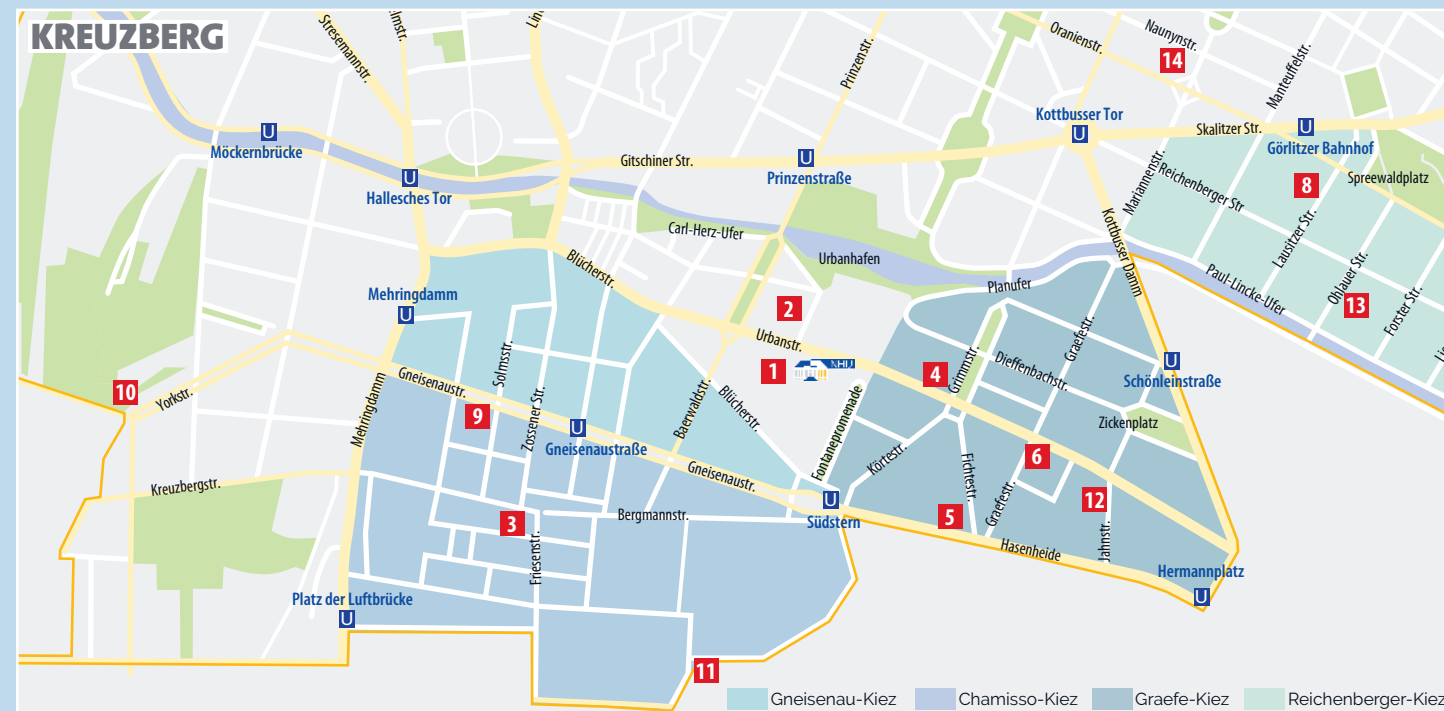 KREUZBERG
Stresemannstr.
elmstr.
Lin
Prinzenstr.
Oranienstr.
Naunynstr.
14
Manteuffelstr.
U
Möckernbrücke
U
Hallesches Tor
Gitschiner Str.
U
Prinzenstraße
Kottbusser Tor
U
Skalitzer Str.
U
Görlitzer Bahnhof
Mariannenstr.
Reichenberger Str
8
Spreewaldplatz
Lausitzer Str.
Ohlauer Str.
Kottbusser Damm
Carl-Herz-Ufer
Urbanhafen
Blücherstr.
Planufer
Paul-Lincke-Ufer
13
Forster Str.
Mehringdamm
U
2
Urbanstr.
1
4
Grimmstr.
Graefestr.
Dieffenbachstr.
U
Schönleinstraße
10
Yorkstr.
Mehringdamm
Gneisenaustr.
Solmsstr.
9
Zossener Str.
U
Gneisenaustraße
Baerwaldstr.
Blücherstr.
Fontanepromenade
Körtestr.
Zickenplatz
6
Gneisenaustr.
Fichtestr.
Graefestr.
12
Kreuzbergstr.
3
Bergmannstr.
U
Südstern
5
Hasenheide
Jahnstr.
Friesenstr.
Hermannplatz
U
Platz der Luftbrücke
U
11
Gneisenau-Kiez
Chamisso-Kiez
Graefe-Kiez
Reichenberger-Kiez